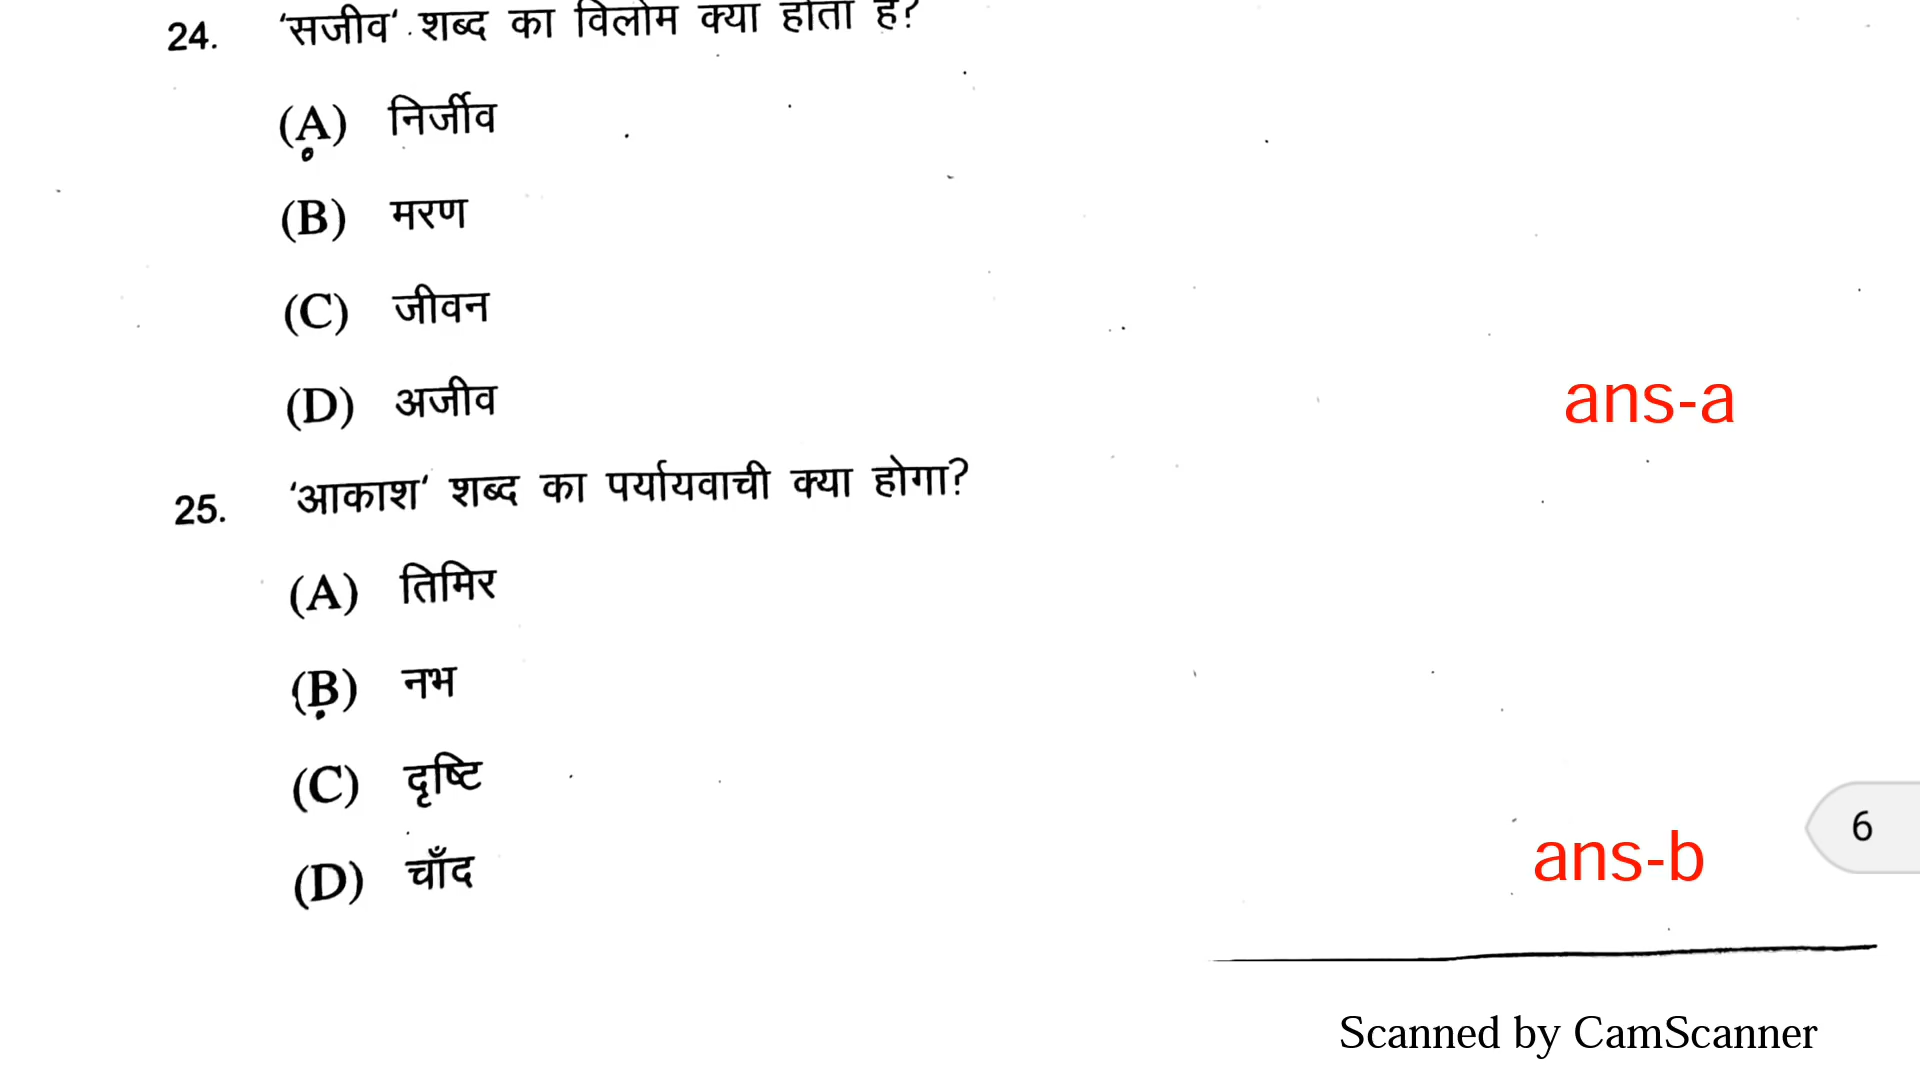 24. 'सजीव' शब्द का विलोम क्या होता है?
(A) निर्जीव
(B) मरण
(C) जीवन
(D) अजीव
ans-a
25. 'आकाश' शब्द का पर्यायवाची क्या होगा?
(A) तिमिर
(B) नभ
(C) दृष्टि
(D) चाँद
6
ans-b
Scanned by CamScanner